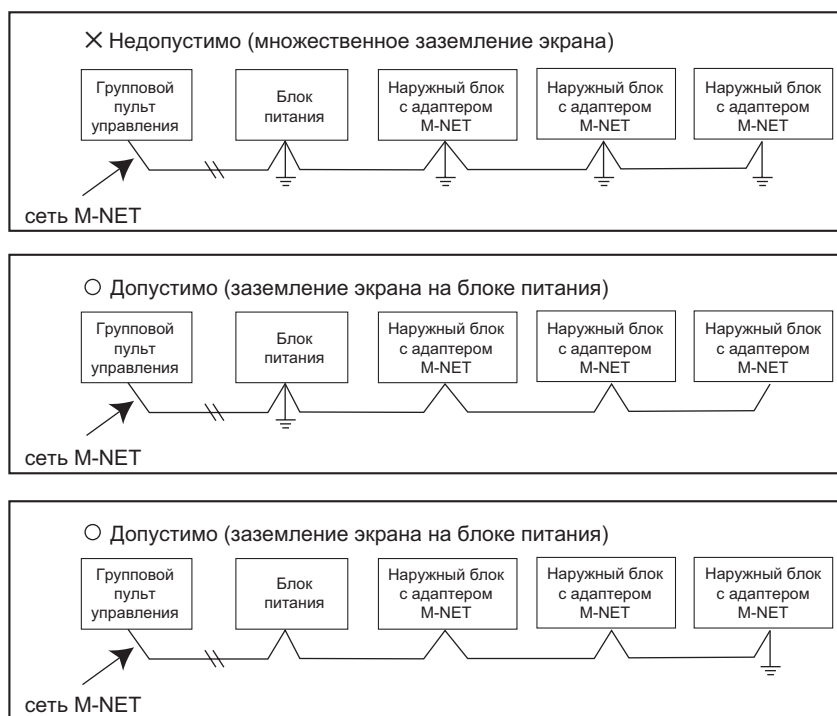 × Недопустимо (множественное заземление экрана)
Групповой
пульт
управления
Блок
питания
Наружный блок
с адаптером
M-NET
Наружный блок
с адаптером
M-NET
Наружный блок
с адаптером
M-NET
сеть M-NET
○ Допустимо (заземление экрана на блоке питания)
Групповой
пульт
управления
Блок
питания
Наружный блок
с адаптером
M-NET
Наружный блок
с адаптером
M-NET
Наружный блок
с адаптером
M-NET
сеть M-NET
○ Допустимо (заземление экрана на блоке питания)
Групповой
пульт
управления
Блок
питания
Наружный блок
с адаптером
M-NET
Наружный блок
с адаптером
M-NET
Наружный блок
с адаптером
M-NET
сеть M-NET